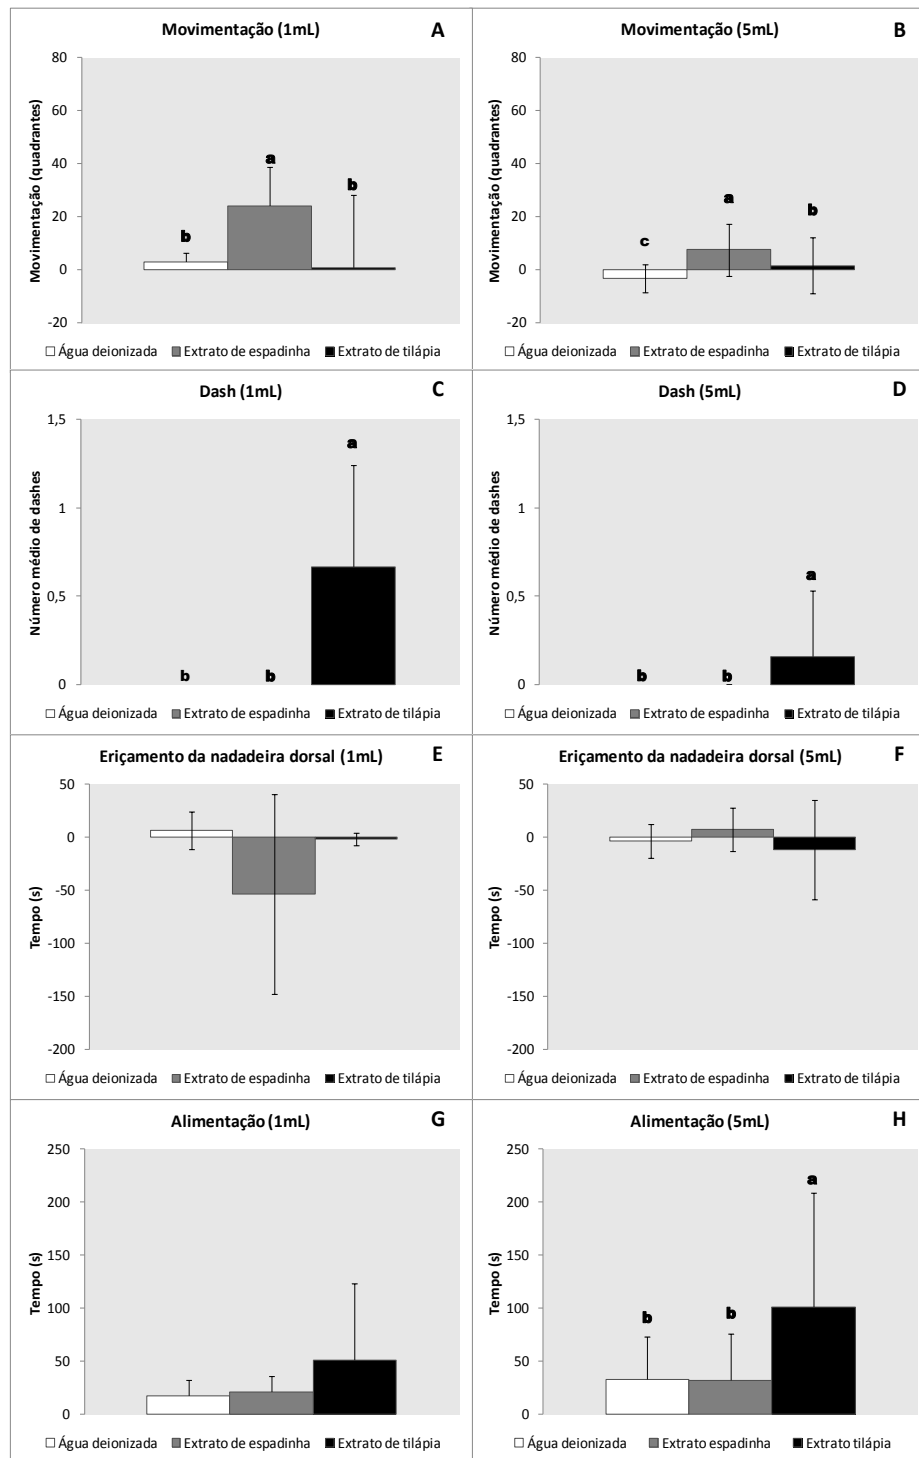 Movimentação (1mL) A
Movimentação (quadrantes)
80
60
40
20
0
-20
b
a
b
Água deionizada Extrato de espadinha Extrato de tilápia
Movimentação (5mL) B
Movimentação (quadrantes)
80
60
40
20
0
-20
c
a
b
Água deionizada Extrato de espadinha Extrato de tilápia
Dash (1mL) C
Número médio de dashes
1,5
1
0,5
0
b
b
a
Água deionizada Extrato de espadinha Extrato de tilápia
Dash (5mL) D
Número médio de dashes
1,5
1
0,5
0
b
b
a
Água deionizada Extrato de espadinha Extrato de tilápia
Eriçamento da nadadeira dorsal (1mL) E
Tempo (s)
50
0
-50
-100
-150
-200
Água deionizada Extrato de espadinha Extrato de tilápia
Eriçamento da nadadeira dorsal (5mL) F
Tempo (s)
50
0
-50
-100
-150
-200
Água deionizada Extrato de espadinha Extrato de tilápia
Alimentação (1mL) G
Tempo (s)
250
200
150
100
50
0
Água deionizada Extrato de espadinha Extrato de tilápia
Alimentação (5mL) H
Tempo (s)
250
200
150
100
50
0
b
b
a
Água deionizada Extrato espadinha Extrato tilápia